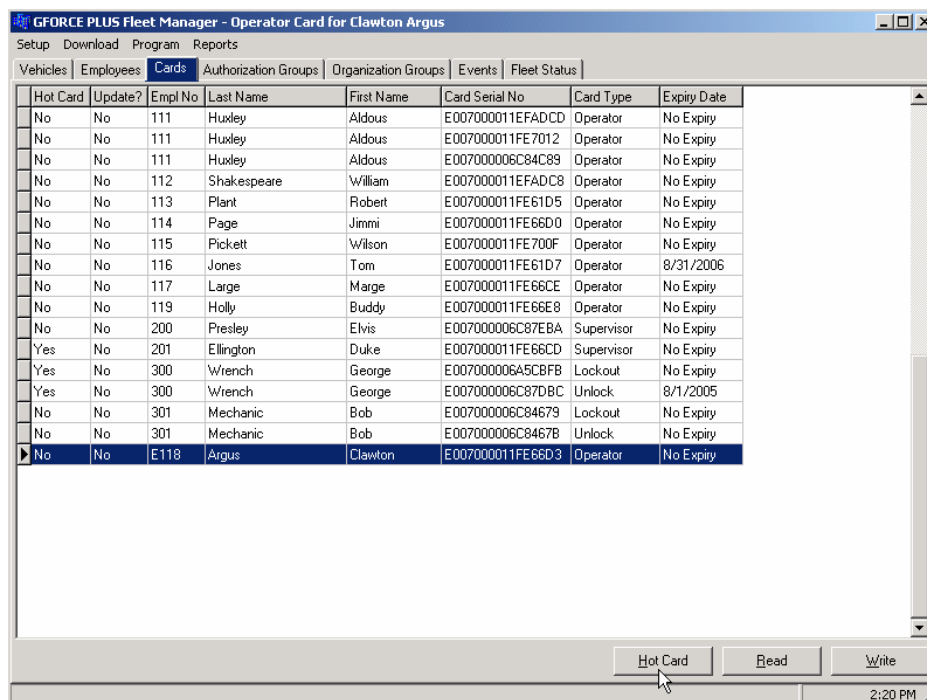 GFORCE PLUS Fleet Manager - Operator Card for Clawton Argus
Setup Download Program Reports
Vehicles Employees Cards Authorization Groups Organization Groups Events Fleet Status
Hot Card Update? Empl No Last Name First Name Card Serial No Card Type Expiry Date
No No 111 Huxley Aldous E007000011EFADCD Operator No Expiry
No No 111 Huxley Aldous E007000011FE7012 Operator No Expiry
No No 111 Huxley Aldous E007000006C84C89 Operator No Expiry
No No 112 Shakespeare William E007000011EFADC8 Operator No Expiry
No No 113 Plant Robert E007000011FE61D5 Operator No Expiry
No No 114 Page Jimmi E007000011FE66D0 Operator No Expiry
No No 115 Pickett Wilson E007000011FE700F Operator No Expiry
No No 116 Jones Tom E007000011FE61D7 Operator 8/31/2006
No No 117 Large Marge E007000011FE66CE Operator No Expiry
No No 119 Holly Buddy E007000011FE66E8 Operator No Expiry
No No 200 Presley Elvis E007000006C87EBA Supervisor No Expiry
Yes No 201 Ellington Duke E007000011FE66CD Supervisor No Expiry
Yes No 300 Wrench George E007000006A5CBFB Lockout No Expiry
Yes No 300 Wrench George E007000006C87DBC Unlock 8/1/2005
No No 301 Mechanic Bob E007000006C84679 Lockout No Expiry
No No 301 Mechanic Bob E007000006C8467B Unlock No Expiry
No No E118 Argus Clawton E007000011FE66D3 Operator No Expiry
Hot Card Read Write
2:20 PM